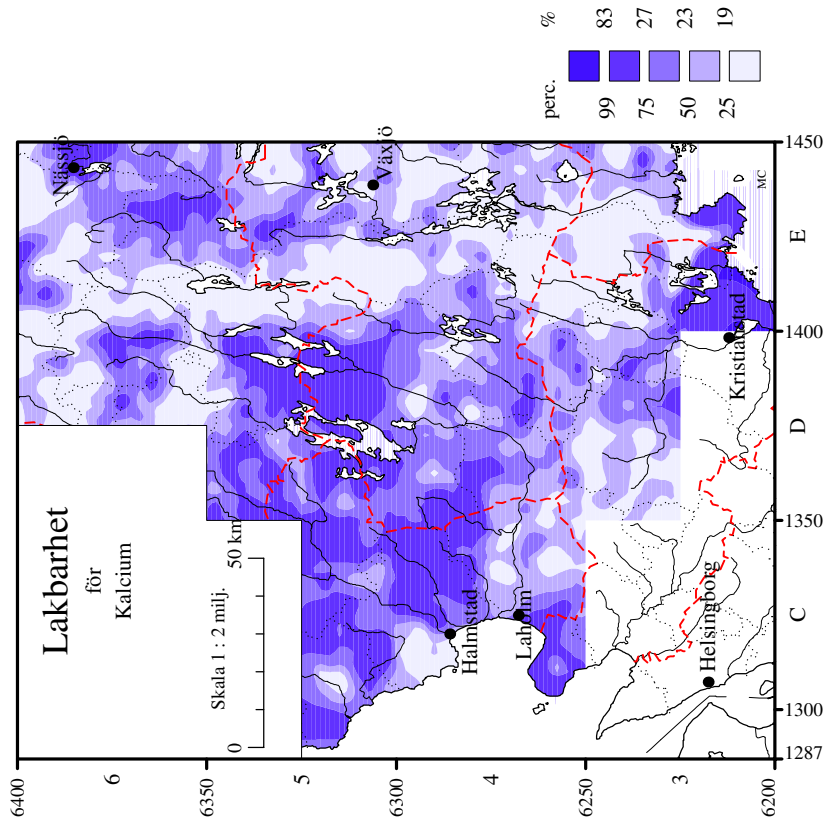 Lakbarhet
för
Kalcium
Skala 1 : 2 milj.
0 50 km
6400
6
6350
5
6300
4
6250
3
6200
1287
1300
C
1350
D
1400
E
1450
Nässjö
Växjö
Halmstad
Laholm
Kristianstad
Helsingborg
MC
perc. %
99 83
75 27
50 23
25 19